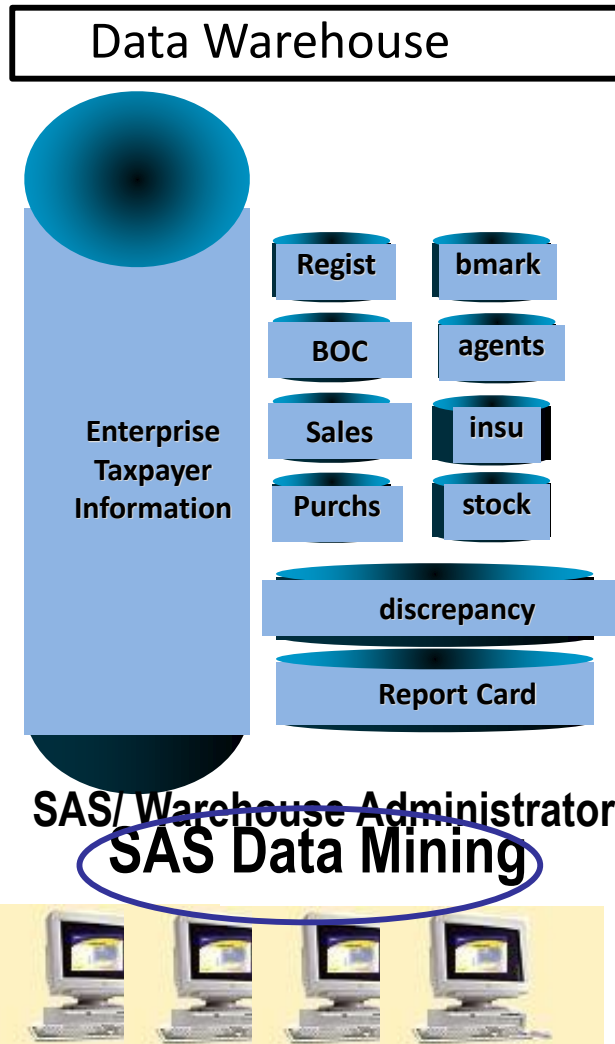 Data Warehouse
Regist
bmark
BOC
agents
Enterprise
Taxpayer
Information
Sales
insu
Purchs
stock
discrepancy
Report Card
SAS/ Warehouse Administrator
SAS Data Mining